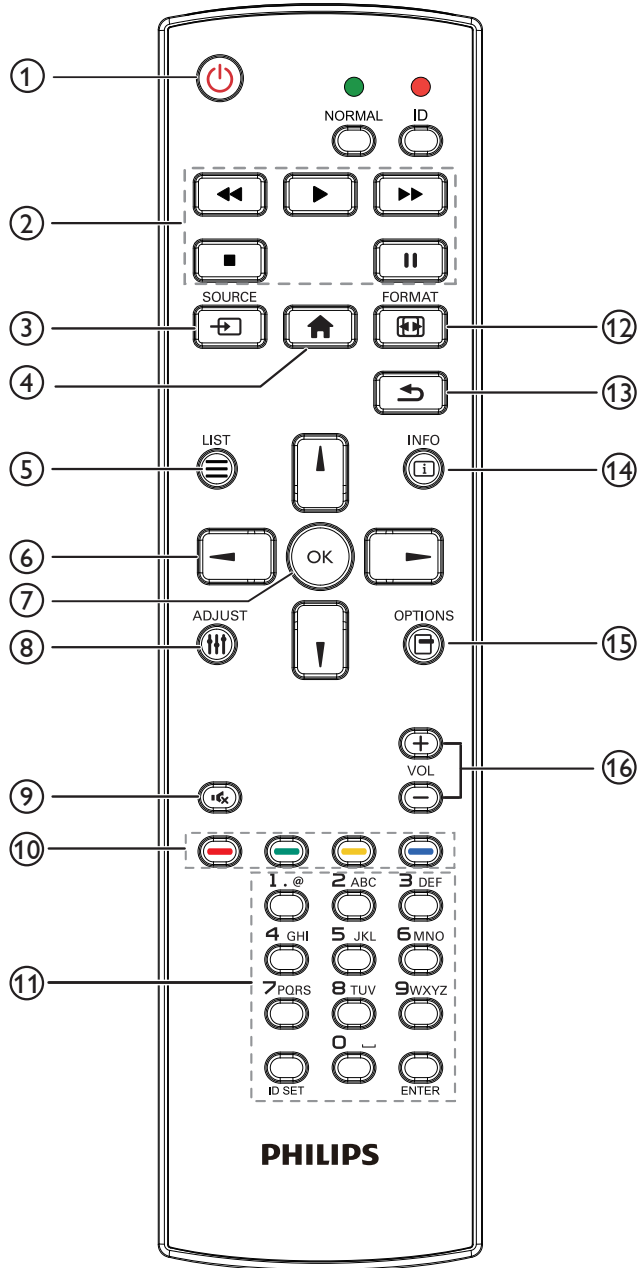 1
NORMAL ID
2
SOURCE FORMAT
3 12
4
13
LIST INFO
5 14
6
OK
7
ADJUST OPTIONS
8 15
VOL 16
9
10
1.@ 2 ABC 3 DEF
4 GHI 5 JKL 6 MNO
11 7 PQRS 8 TUV 9 WXYZ
0 ⎵
ID SET ENTER
PHILIPS